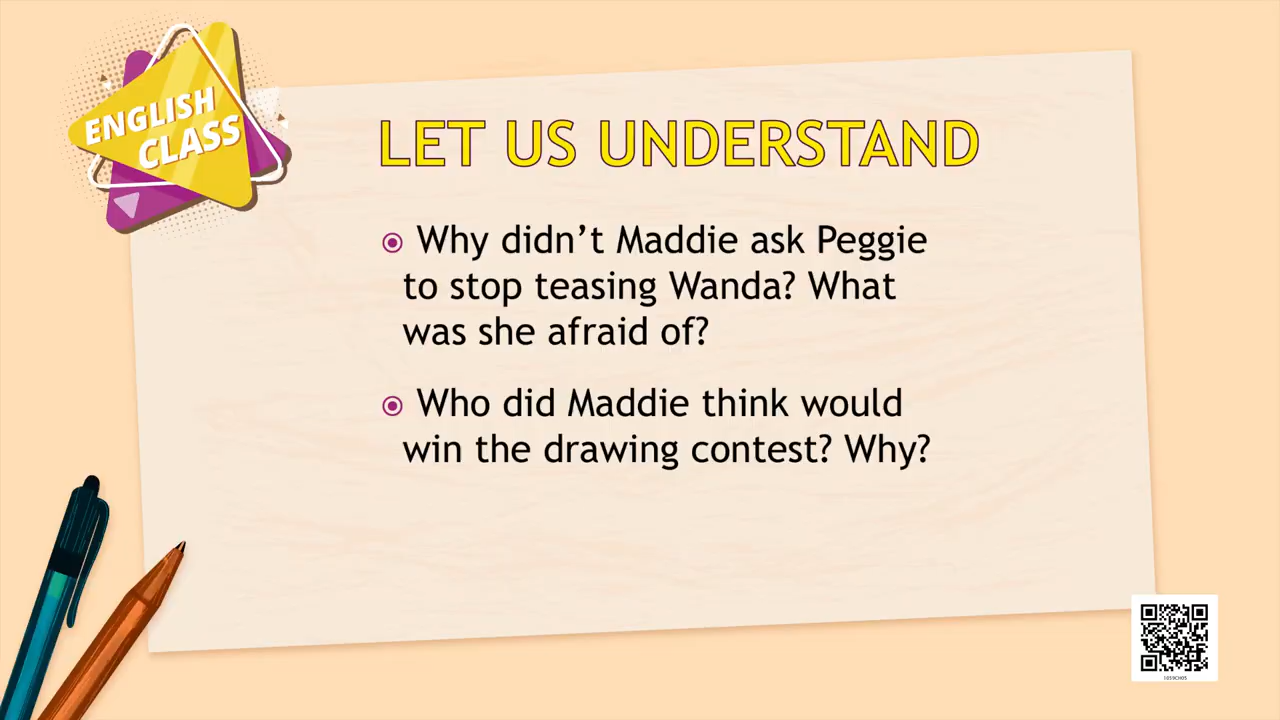 ENGLISH
CLASS
LET US UNDERSTAND
Why didn’t Maddie ask Peggie
to stop teasing Wanda? What
was she afraid of?
Who did Maddie think would
win the drawing contest? Why?
1059CH05